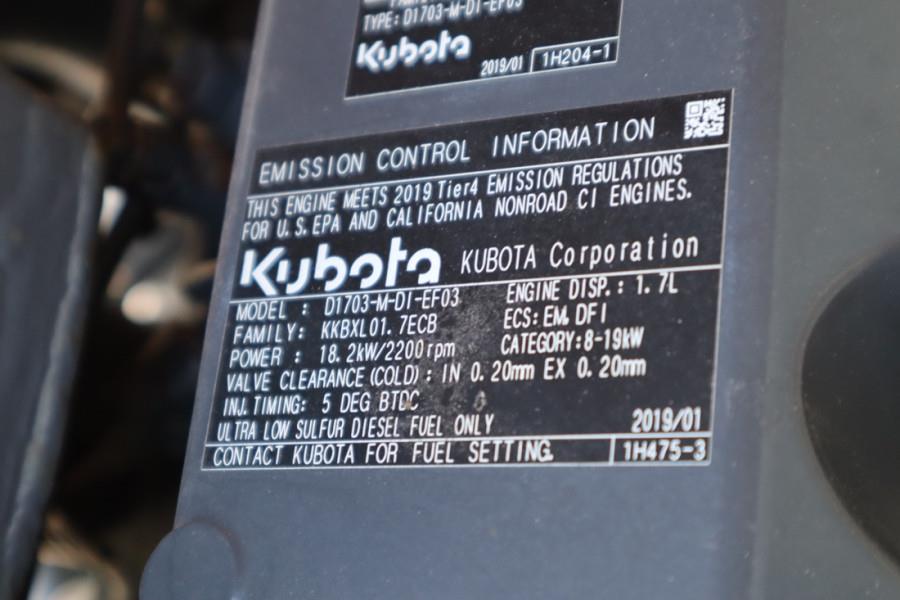 TYPE: D1703-M-DI-EF03
Kubota 2019/01 1H204-1
EMISSION CONTROL INFORMATION
THIS ENGINE MEETS 2019 Tier4 EMISSION REGULATIONS
FOR U.S.EPA AND CALIFORNIA NONROAD CI ENGINES.
Kubota KUBOTA Corporation
MODEL : D1703-M-DI-EF03 ENGINE DISP.: 1.7L
FAMILY: KKBXL01.7ECB ECS: EM, DFI
POWER : 18.2kW/2200rpm CATEGORY:8-19kW
VALVE CLEARANCE(COLD): IN 0.20mm EX 0.20mm
INJ.TIMING: 5 DEG BTDC
ULTRA LOW SULFUR DIESEL FUEL ONLY 2019/01
CONTACT KUBOTA FOR FUEL SETTING. 1H475-3